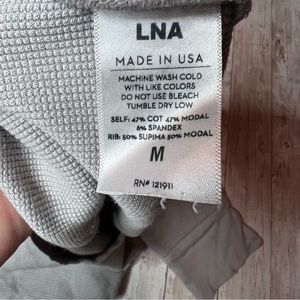 LNA
MADE IN USA
MACHINE WASH COLD
WITH LIKE COLORS
DO NOT USE BLEACH
TUMBLE DRY LOW
SELF: 47% COT 47% MODAL
6% SPANDEX
RIB: 50% SUPIMA 50% MODAL
M
RN# 121911